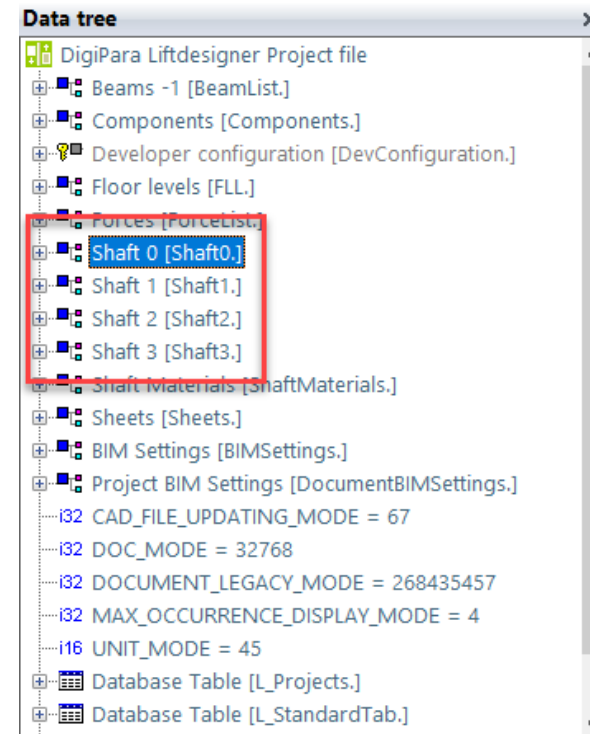 Data tree
DigiPara Liftdesigner Project file
Beams -1 [BeamList.]
Components [Components.]
Developer configuration [DevConfiguration.]
Floor levels [FLL.]
Forces [ForceList.]
Shaft 0 [Shaft0.]
Shaft 1 [Shaft1.]
Shaft 2 [Shaft2.]
Shaft 3 [Shaft3.]
Shaft Materials [ShaftMaterials.]
Sheets [Sheets.]
BIM Settings [BIMSettings.]
Project BIM Settings [DocumentBIMSettings.]
i32 CAD_FILE_UPDATING_MODE = 67
i32 DOC_MODE = 32768
i32 DOCUMENT_LEGACY_MODE = 268435457
i32 MAX_OCCURRENCE_DISPLAY_MODE = 4
i16 UNIT_MODE = 45
Database Table [L_Projects.]
Database Table [L_StandardTab.]